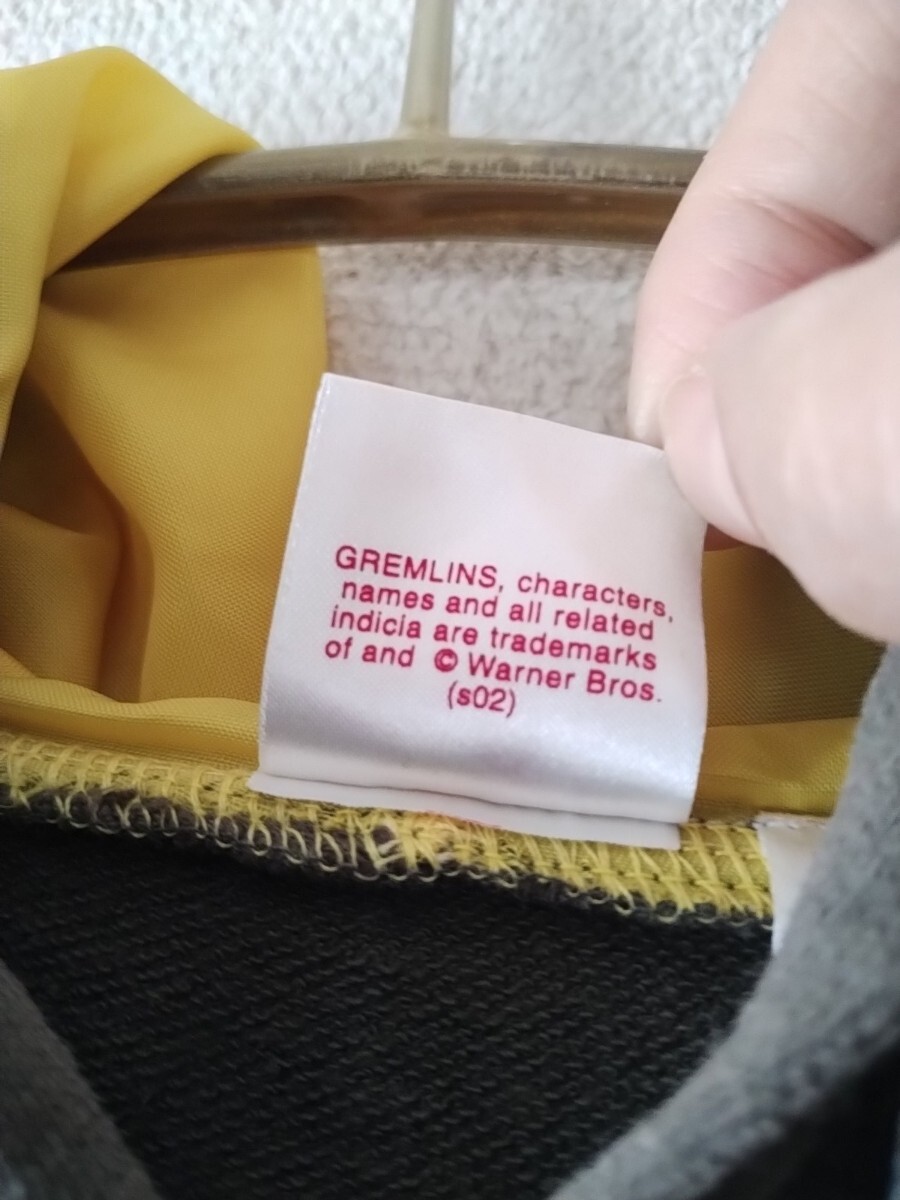 GREMLINS, characters,
names and all related
indicia are trademarks
of and © Warner Bros.
(s02)